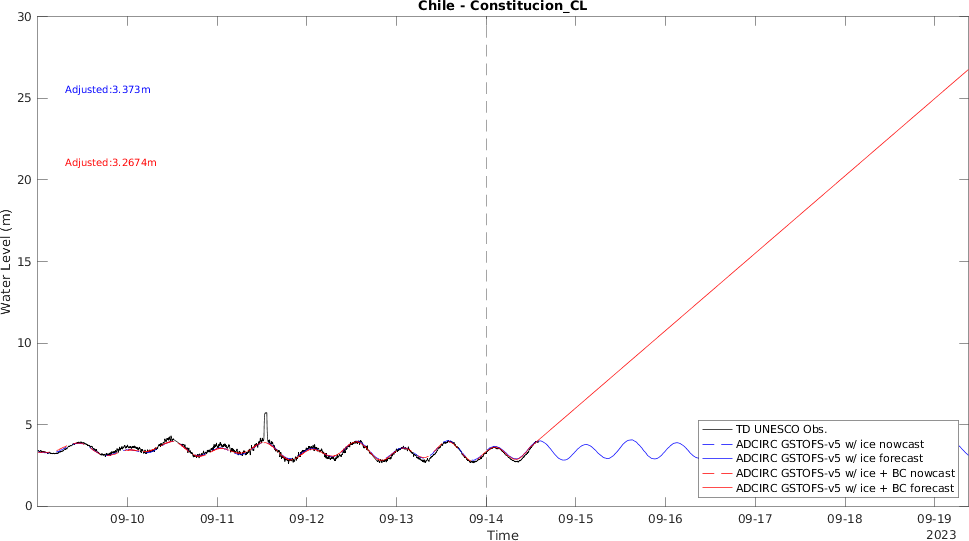 Chile - Constitucion_CL
30
25
20
15
10
5
0
Water Level (m)
Adjusted:3.373m
Adjusted:3.2674m
TD UNESCO Obs.
ADCIRC GSTOFS-v5 w/ ice nowcast
ADCIRC GSTOFS-v5 w/ ice forecast
ADCIRC GSTOFS-v5 w/ ice + BC nowcast
ADCIRC GSTOFS-v5 w/ ice + BC forecast
09-10 09-11 09-12 09-13 09-14 09-15 09-16 09-17 09-18 09-19
Time
2023